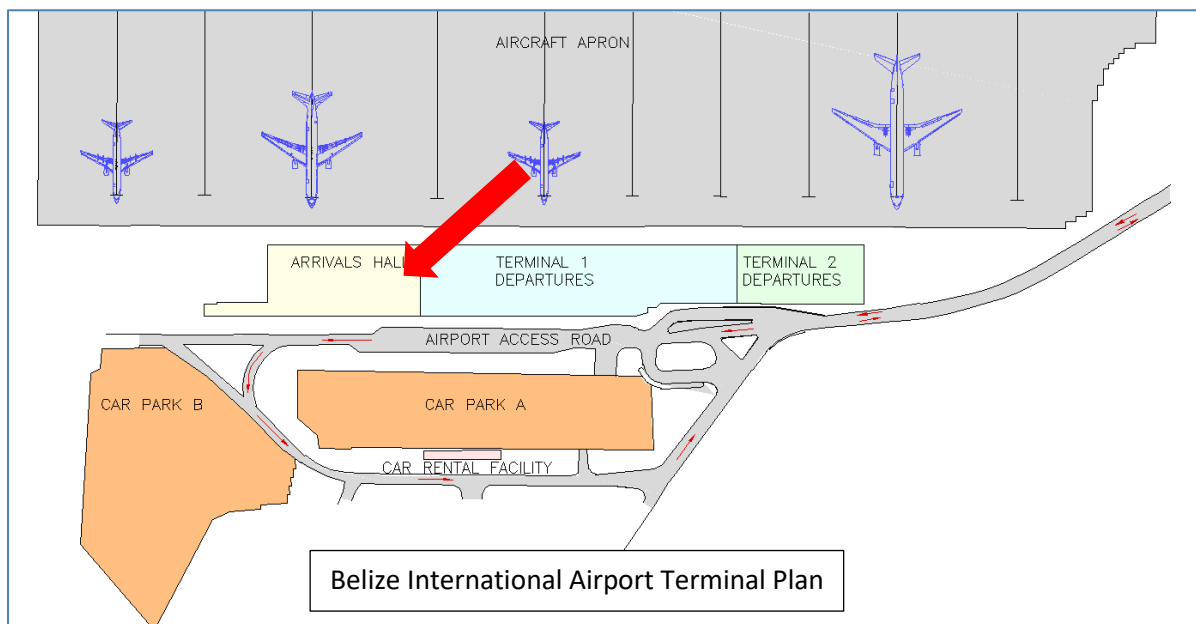 AIRCRAFT APRON
ARRIVALS HALL
TERMINAL 1
DEPARTURES
TERMINAL 2
DEPARTURES
AIRPORT ACCESS ROAD
CAR PARK B
CAR PARK A
CAR RENTAL FACILITY
Belize International Airport Terminal Plan